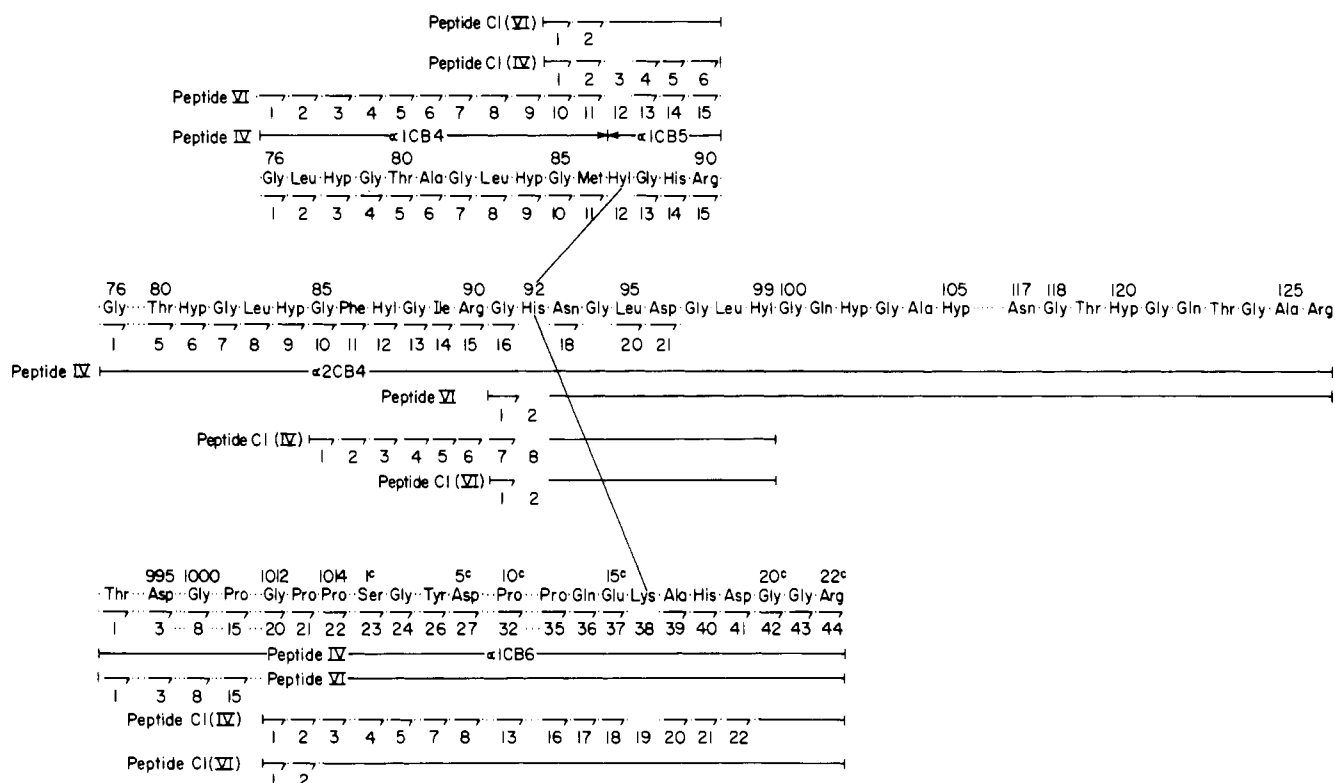 Peptide Cl (VI)
1 2
Peptide Cl (IV)
1 2 3 4 5 6
Peptide VI
1 2 3 4 5 6 7 8 9 10 11 12 13 14 15
Peptide IV α1CB4 α1CB5
76 80 85 90
Gly·Leu·Hyp·Gly·Thr·Ala·Gly·Leu·Hyp·Gly·Met·Hyl·Gly·His·Arg
1 2 3 4 5 6 7 8 9 10 11 12 13 14 15
76 80 85 90 92 95 99 100 105 117 118 120 125
Gly···Thr·Hyp·Gly·Leu·Hyp·Gly·Phe·Hyl·Gly·Ile·Arg·Gly·His·Asn·Gly·Leu·Asp·Gly·Leu·Hyl·Gly·Gln·Hyp·Gly·Ala·Hyp····Asn·Gly·Thr·Hyp·Gly·Gln·Thr·Gly·Ala·Arg
1 5 6 7 8 9 10 11 12 13 14 15 16 18 20 21
Peptide IV α2CB4
Peptide VI
1 2
Peptide Cl (IV)
1 2 3 4 5 6 7 8
Peptide Cl (VI)
1 2
995 1000 1012 1014 1c 5c 10c 15c 20c 22c
Thr···Asp···Gly···Pro···Gly·Pro·Pro·Ser·Gly··Tyr·Asp···Pro····Pro·Gln·Glu·Lys·Ala·His·Asp·Gly·Gly·Arg
1 3 8 15 20 21 22 23 24 26 27 32 35 36 37 38 39 40 41 42 43 44
Peptide IV α1CB6
Peptide VI
1 3 8 15
Peptide Cl (IV)
1 2 3 4 5 7 8 13 16 17 18 19 20 21 22
Peptide Cl (VI)
1 2